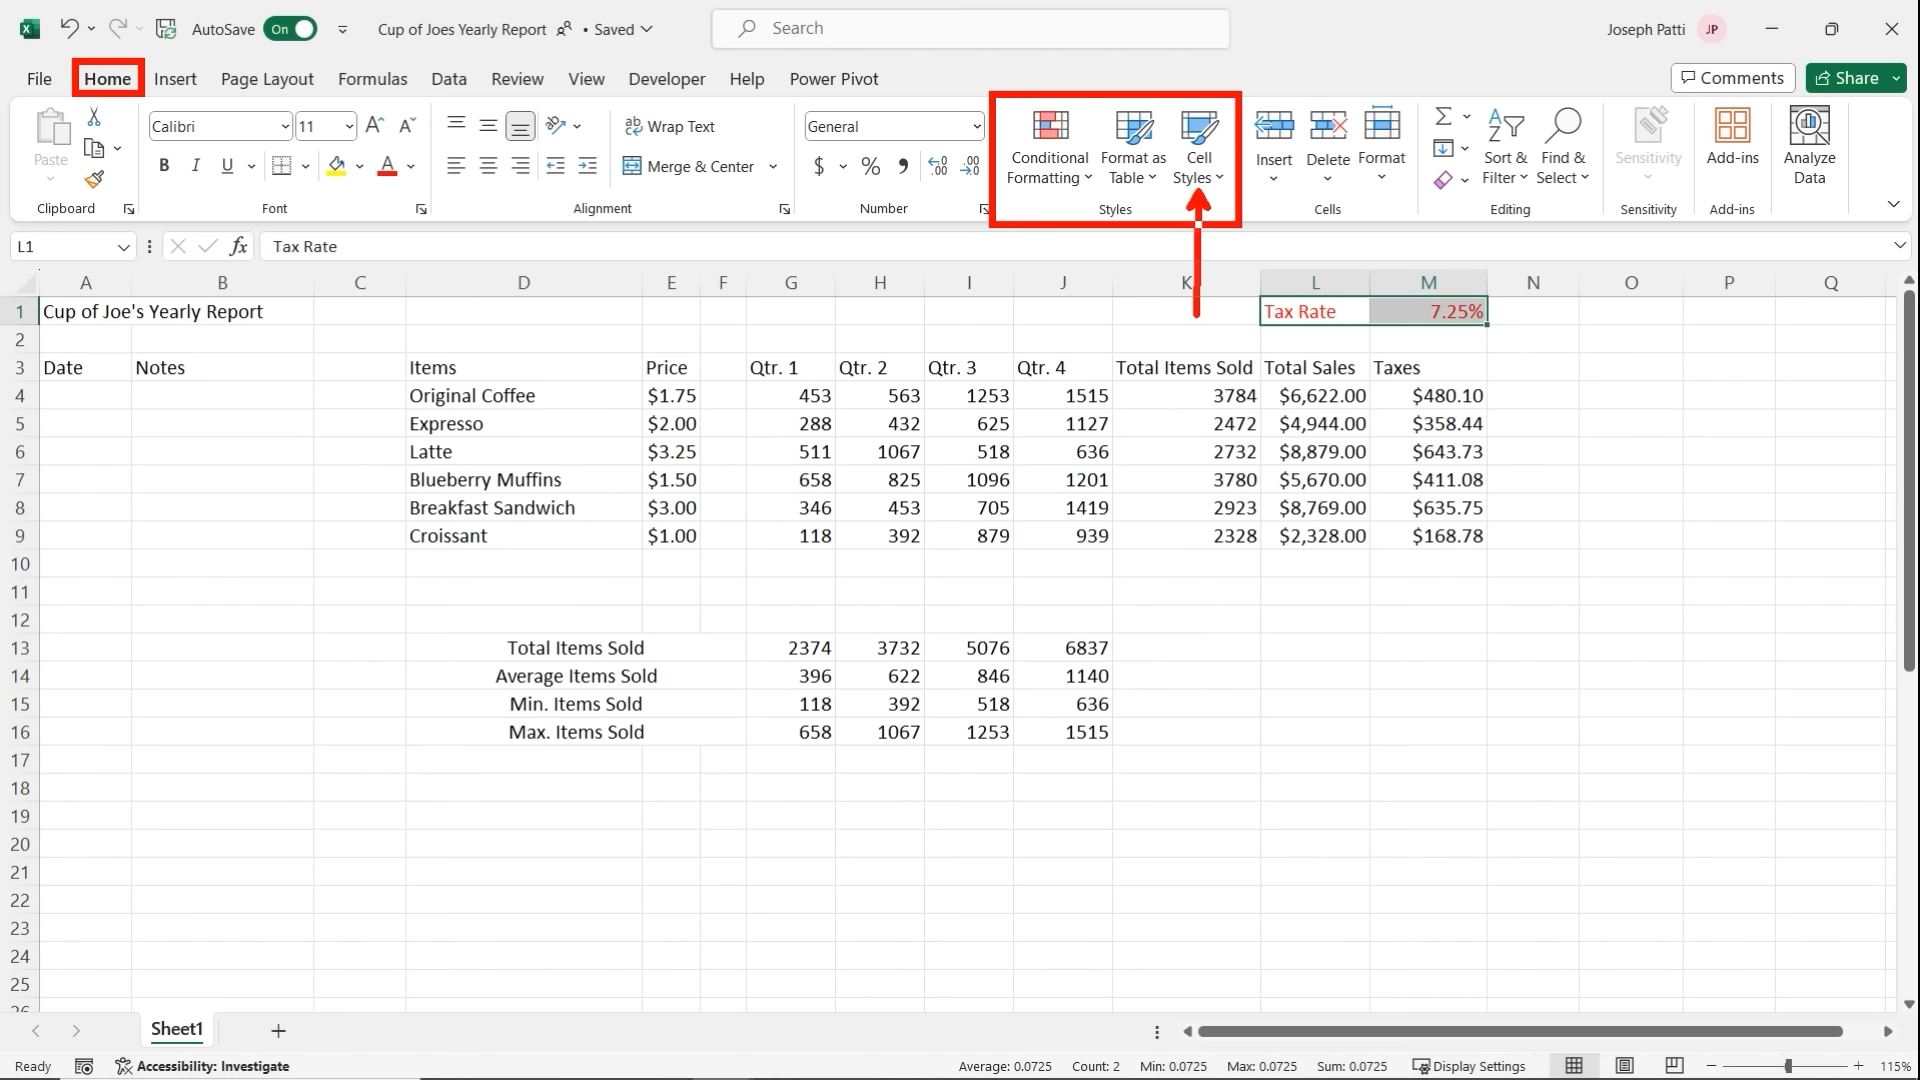 AutoSave On Cup of Joes Yearly Report • Saved Search Joseph Patti JP
File Home Insert Page Layout Formulas Data Review View Developer Help Power Pivot Comments Share
Paste
Clipboard
Calibri 11
B I U A
Font
Wrap Text
Merge & Center
Alignment
General
$ % , .00 .00
Number
Conditional Formatting
Format as Table
Cell Styles
Styles
Insert Delete Format
Cells
Sort & Filter
Find & Select
Editing
Sensitivity
Sensitivity
Add-ins
Add-ins
Analyze Data
L1 fx Tax Rate
A B C D E F G H I J K L M N O P Q
1 Cup of Joe's Yearly Report Tax Rate 7.25%
2
3 Date Notes Items Price Qtr. 1 Qtr. 2 Qtr. 3 Qtr. 4 Total Items Sold Total Sales Taxes
4 Original Coffee $1.75 453 563 1253 1515 3784 $6,622.00 $480.10
5 Expresso $2.00 288 432 625 1127 2472 $4,944.00 $358.44
6 Latte $3.25 511 1067 518 636 2732 $8,879.00 $643.73
7 Blueberry Muffins $1.50 658 825 1096 1201 3780 $5,670.00 $411.08
8 Breakfast Sandwich $3.00 346 453 705 1419 2923 $8,769.00 $635.75
9 Croissant $1.00 118 392 879 939 2328 $2,328.00 $168.78
10
11
12
13 Total Items Sold 2374 3732 5076 6837
14 Average Items Sold 396 622 846 1140
15 Min. Items Sold 118 392 518 636
16 Max. Items Sold 658 1067 1253 1515
17
18
19
20
21
22
23
24
25
26
Sheet1
Ready Accessibility: Investigate Average: 0.0725 Count: 2 Min: 0.0725 Max: 0.0725 Sum: 0.0725 Display Settings 115%